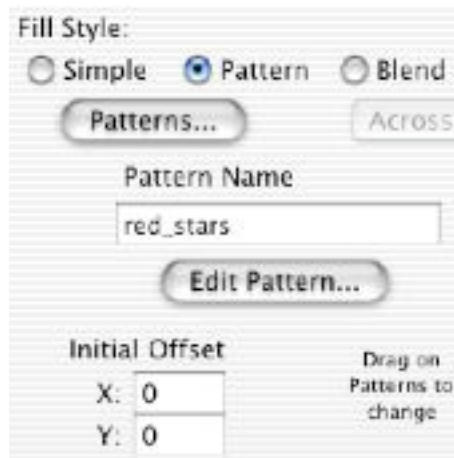 Fill Style:
Simple Pattern Blend
Patterns... Across
Pattern Name
red_stars
Edit Pattern...
Initial Offset
X: 0
Y: 0
Drag on
Patterns to
change